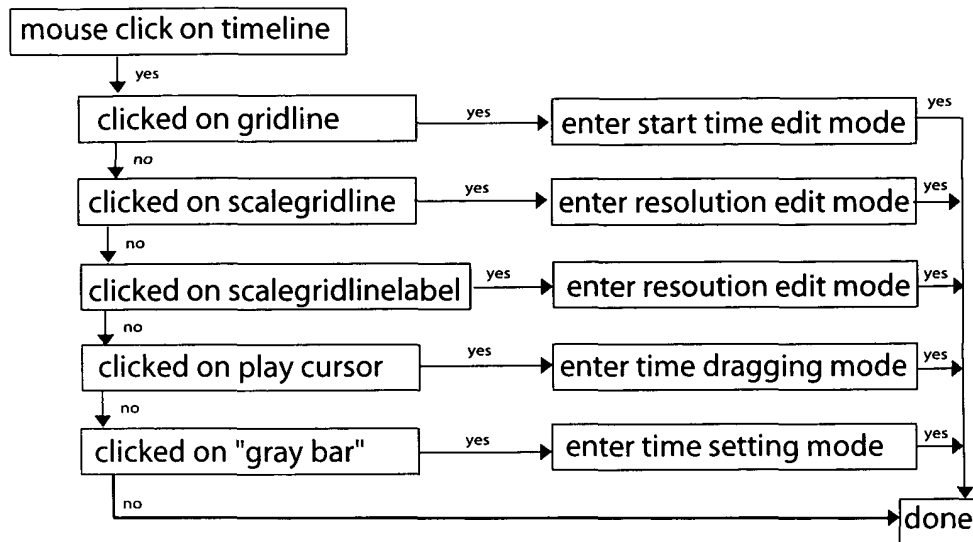 mouse click on timeline
yes
clicked on gridline
yes
enter start time edit mode
yes
no
clicked on scalegridline
yes
enter resolution edit mode
yes
no
clicked on scalegridlinelabel
yes
enter resoution edit mode
yes
no
clicked on play cursor
yes
enter time dragging mode
yes
no
clicked on "gray bar"
yes
enter time setting mode
yes
no
done